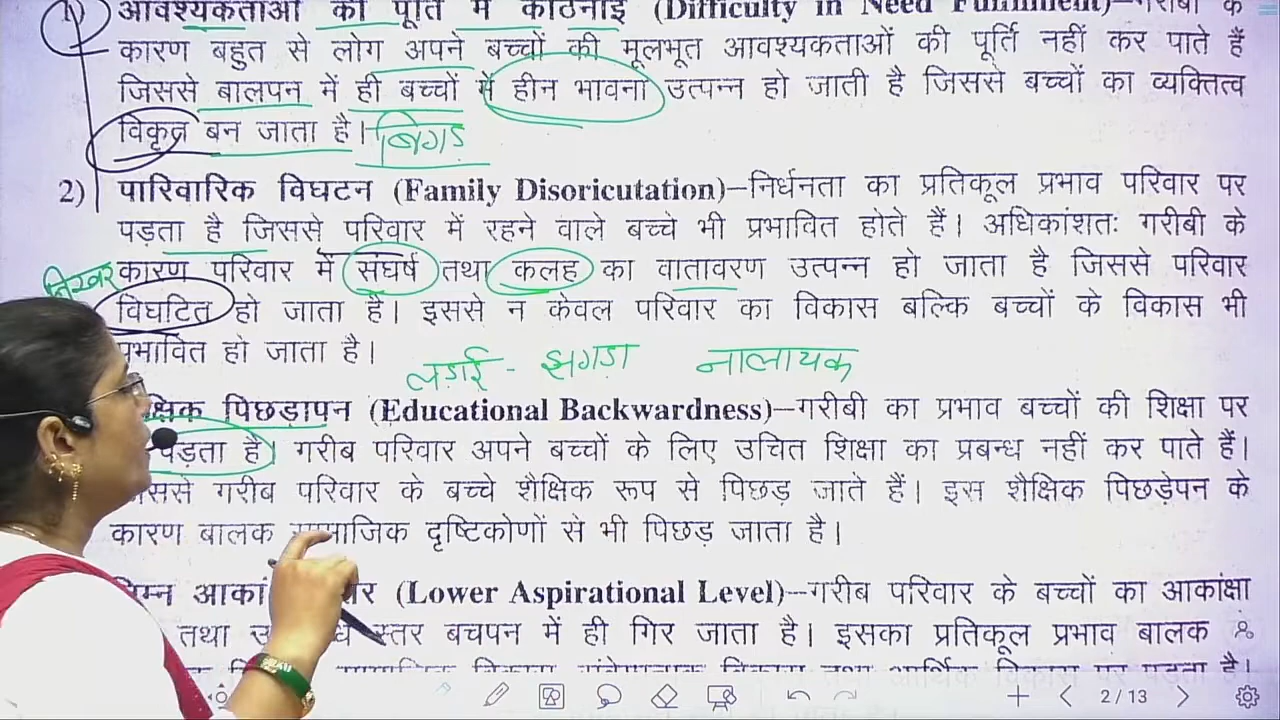 1) आवश्यकताओं की पूर्ति में कठिनाई (Difficulty in Need Fulfilment)–गरीबी के
कारण बहुत से लोग अपने बच्चों की मूलभूत आवश्यकताओं की पूर्ति नहीं कर पाते हैं
जिससे बालपन में ही बच्चों में हीन भावना उत्पन्न हो जाती है जिससे बच्चों का व्यक्तित्व
विकृत बन जाता है। बिगड़
2) पारिवारिक विघटन (Family Disoricutation)–निर्धनता का प्रतिकूल प्रभाव परिवार पर
पड़ता है जिससे परिवार में रहने वाले बच्चे भी प्रभावित होते हैं। अधिकांशतः गरीबी के
बिखर कारण परिवार में संघर्ष तथा कलह का वातावरण उत्पन्न हो जाता है जिससे परिवार
विघटित हो जाता है। इससे न केवल परिवार का विकास बल्कि बच्चों के विकास भी
प्रभावित हो जाता है।
लड़ाई - झगड़ा नालायक
पिछड़ापन (Educational Backwardness)–गरीबी का प्रभाव बच्चों की शिक्षा पर
पड़ता है। गरीब परिवार अपने बच्चों के लिए उचित शिक्षा का प्रबन्ध नहीं कर पाते हैं।
गरीब परिवार के बच्चे शैक्षिक रूप से पिछड़ जाते हैं। इस शैक्षिक पिछड़ेपन के
कारण बालक सामाजिक दृष्टिकोणों से भी पिछड़ जाता है।
(Lower Aspirational Level)–गरीब परिवार के बच्चों का आकांक्षा
तथा स्तर बचपन में ही गिर जाता है। इसका प्रतिकूल प्रभाव बालक
2/13